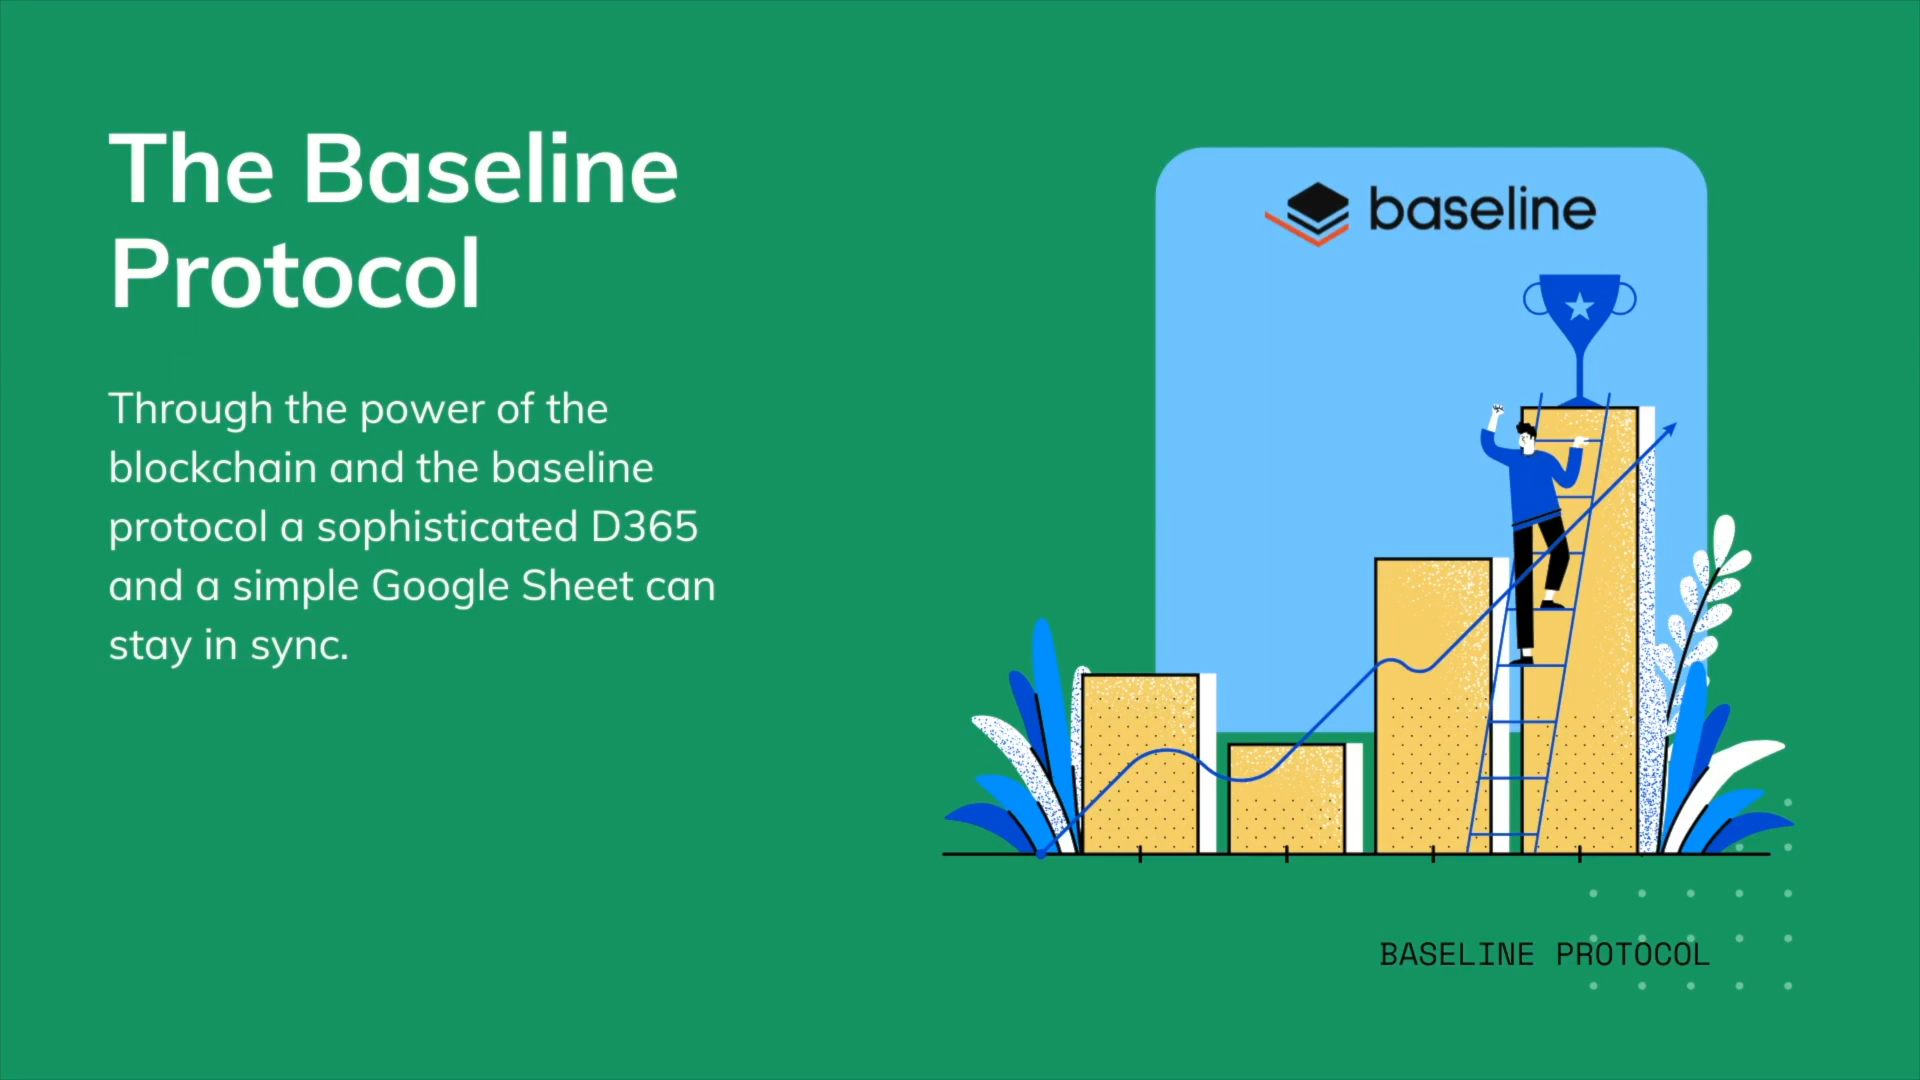 The Baseline
Protocol
Through the power of the
blockchain and the baseline
protocol a sophisticated D365
and a simple Google Sheet can
stay in sync.
baseline
BASELINE PROTOCOL